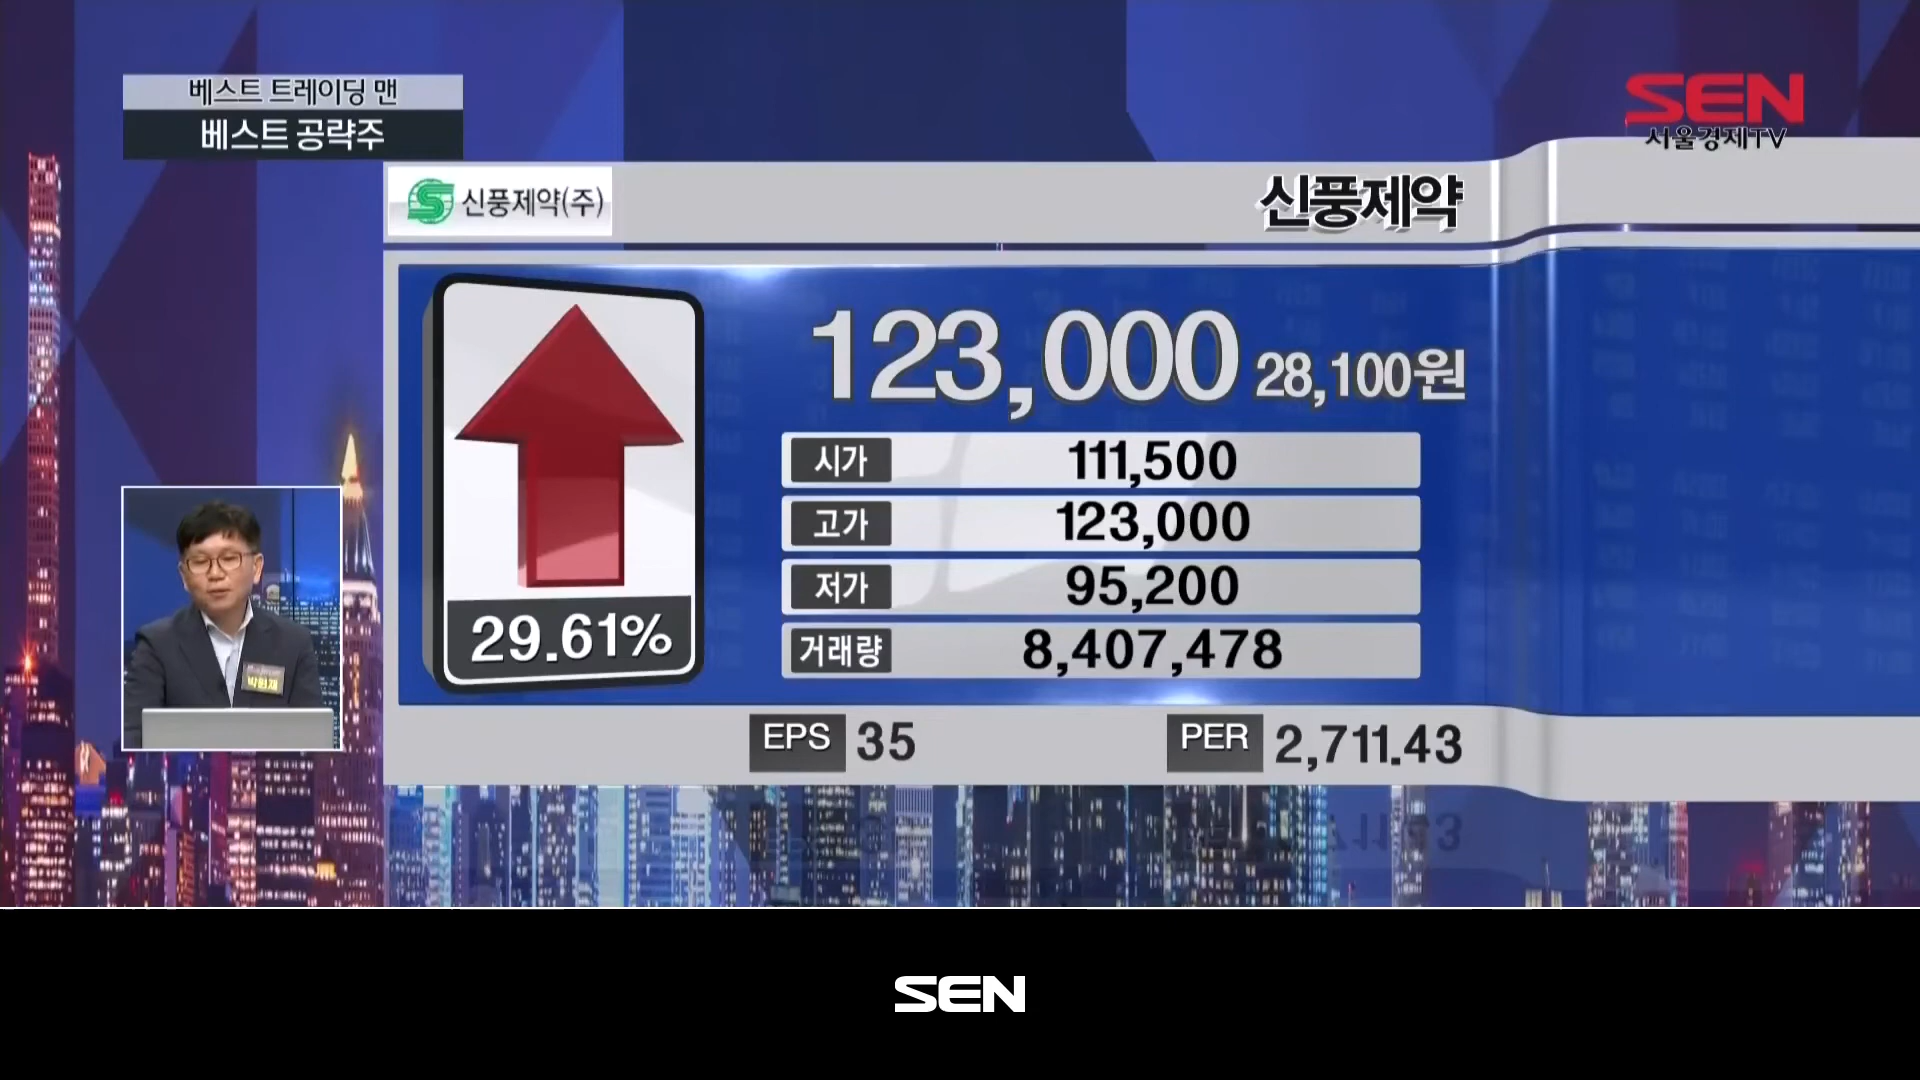 베스트 트레이딩 맨
베스트 공략주
SEN
서울경제TV
신풍제약(주)
신풍제약
123,000 28,100원
29.61%
시가 111,500
고가 123,000
저가 95,200
거래량 8,407,478
박원재
EPS 35
PER 2,711.43
SEN